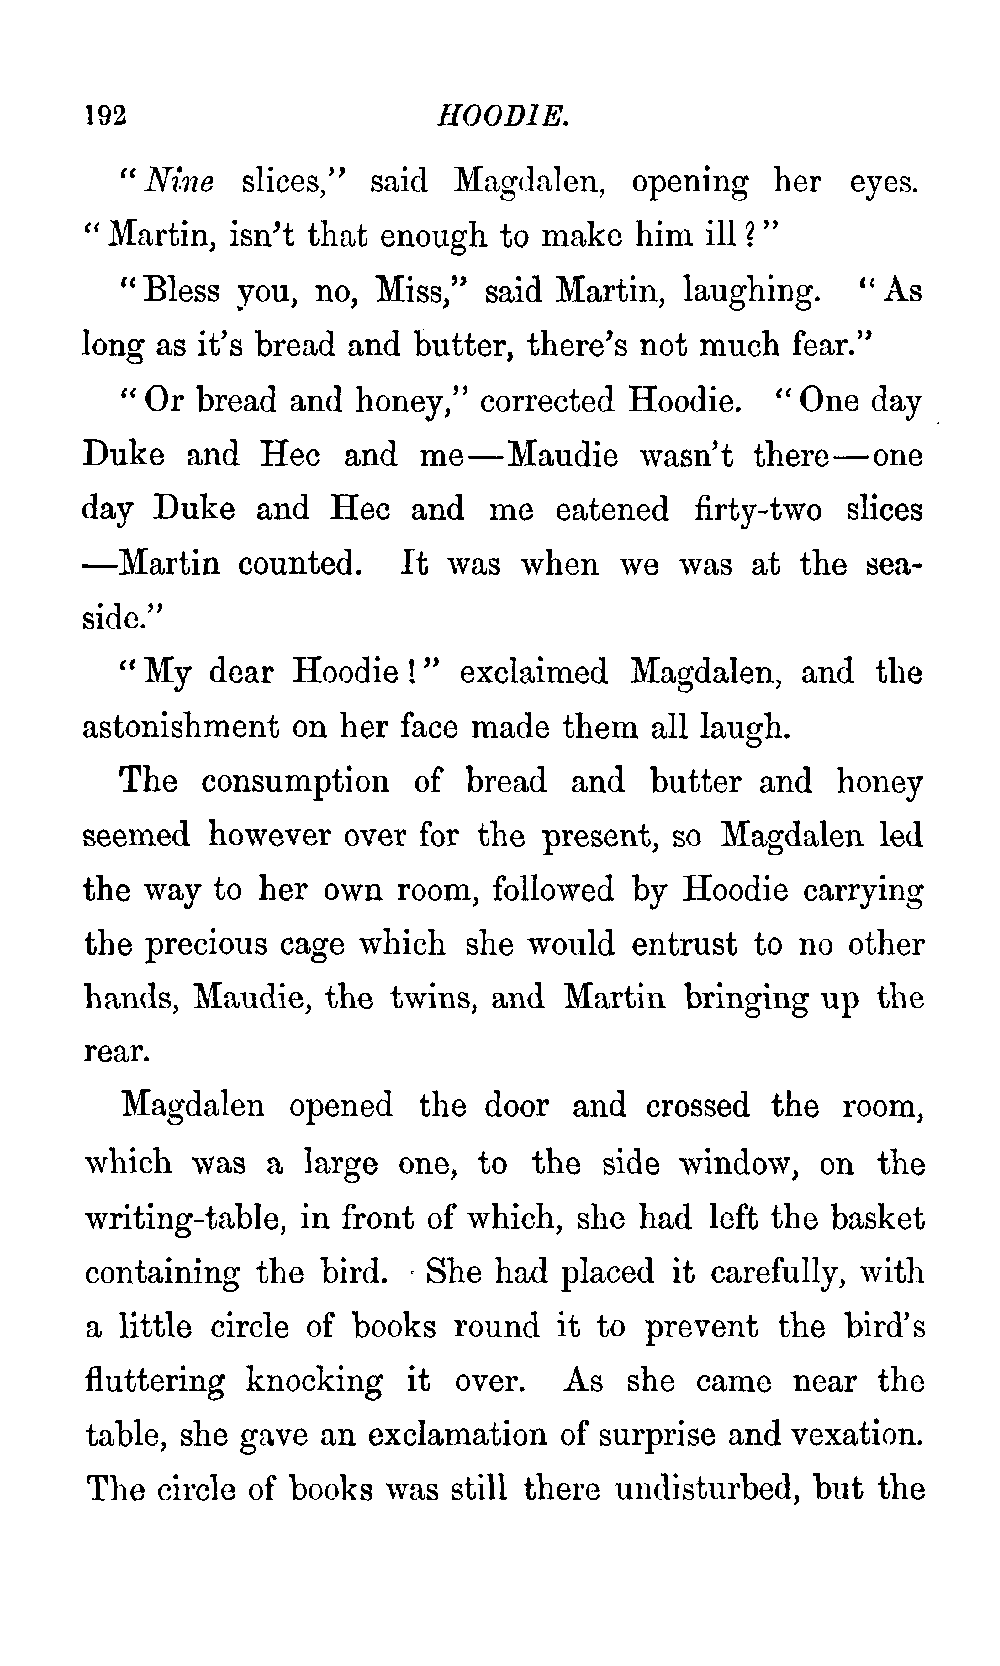 192 HOODIE.
"Nine slices," said Magdalen, opening her eyes.
"Martin, isn't that enough to make him ill?"
"Bless you, no, Miss," said Martin, laughing. "As
long as it's bread and butter, there's not much fear."
"Or bread and honey," corrected Hoodie. "One day
Duke and Hec and me—Maudie wasn't there—one
day Duke and Hec and me eatened firty-two slices
—Martin counted. It was when we was at the sea-
side."
"My dear Hoodie!" exclaimed Magdalen, and the
astonishment on her face made them all laugh.
The consumption of bread and butter and honey
seemed however over for the present, so Magdalen led
the way to her own room, followed by Hoodie carrying
the precious cage which she would entrust to no other
hands, Maudie, the twins, and Martin bringing up the
rear.
Magdalen opened the door and crossed the room,
which was a large one, to the side window, on the
writing-table, in front of which, she had left the basket
containing the bird. She had placed it carefully, with
a little circle of books round it to prevent the bird's
fluttering knocking it over. As she came near the
table, she gave an exclamation of surprise and vexation.
The circle of books was still there undisturbed, but the